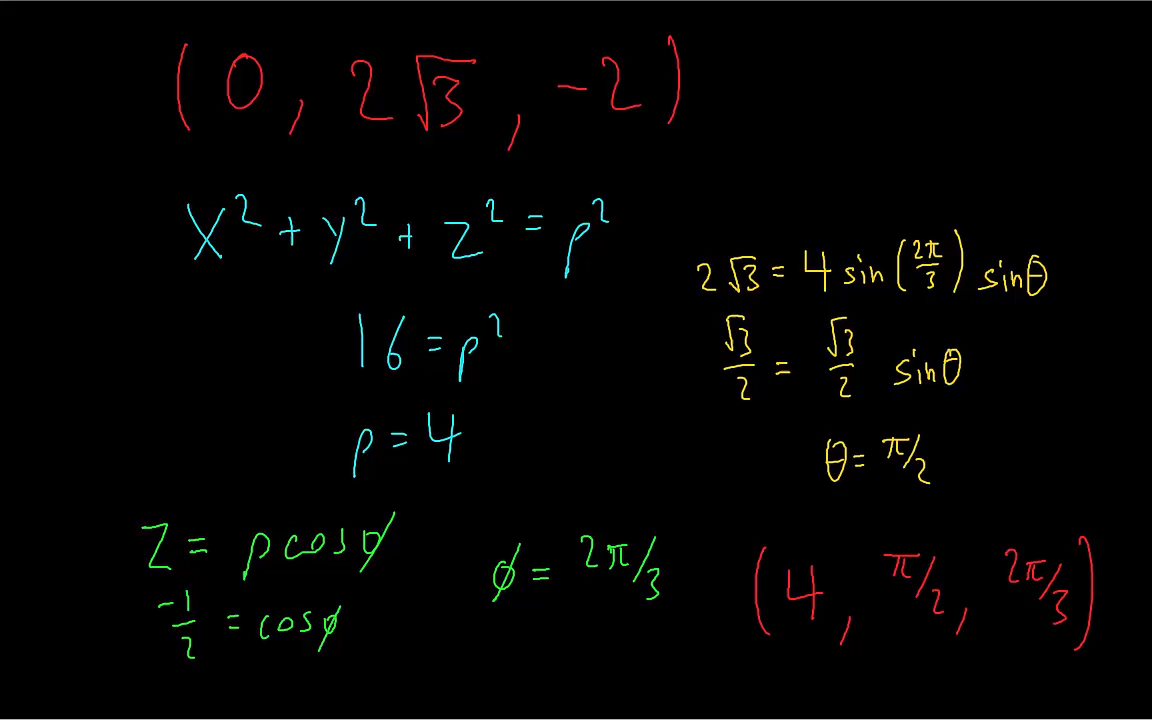 (0, 2√3, -2)
x² + y² + z² = ρ²
16 = ρ²
ρ = 4
z = ρcosφ
-1/2 = cosφ
φ = 2π/3
2√3 = 4 sin(2π/3) sinθ
√3/2 = √3/2 sinθ
θ = π/2
(4, π/2, 2π/3)